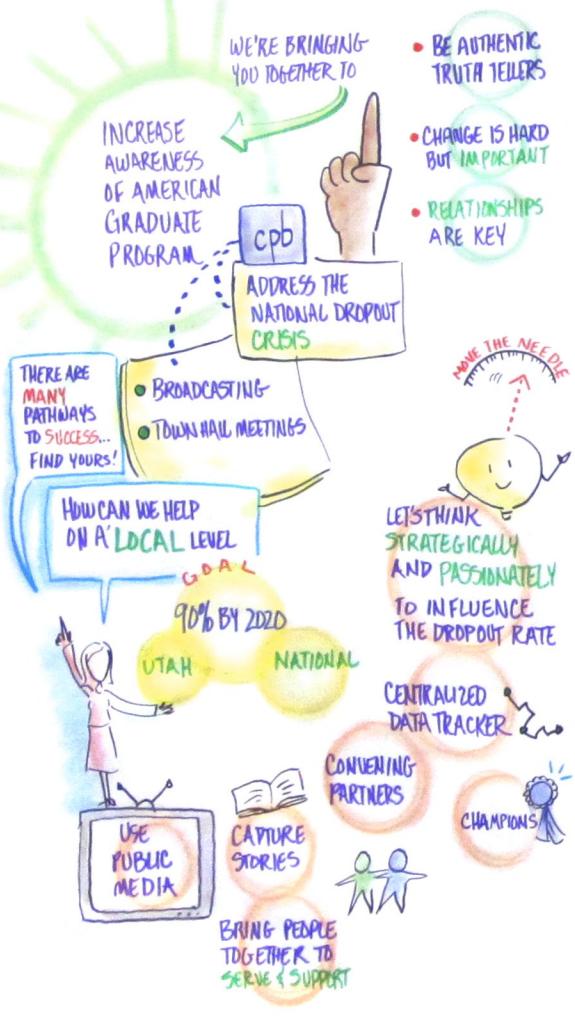 WE'RE BRINGING
YOU TOGETHER TO
INCREASE
AWARENESS
OF AMERICAN
GRADUATE
PROGRAM
• BE AUTHENTIC
TRUTH TELLERS
• CHANGE IS HARD
BUT IMPORTANT
• RELATIONSHIPS
ARE KEY
cpb
ADDRESS THE
NATIONAL DROPOUT
CRISIS
• BROADCASTING
• TOWN HALL MEETINGS
THERE ARE
MANY
PATHWAYS
TO SUCCESS...
FIND YOURS!
HOW CAN WE HELP
ON A LOCAL LEVEL
MOVE THE NEEDLE
LET'S THINK
STRATEGICALLY
AND PASSIONATELY
TO INFLUENCE
THE DROPOUT RATE
GOAL
90% BY 2020
UTAH
NATIONAL
CENTRALIZED
DATA TRACKER
CONVENING
PARTNERS
CHAMPIONS
USE
PUBLIC
MEDIA
CAPTURE
STORIES
BRING PEOPLE
TOGETHER TO
SERVE & SUPPORT